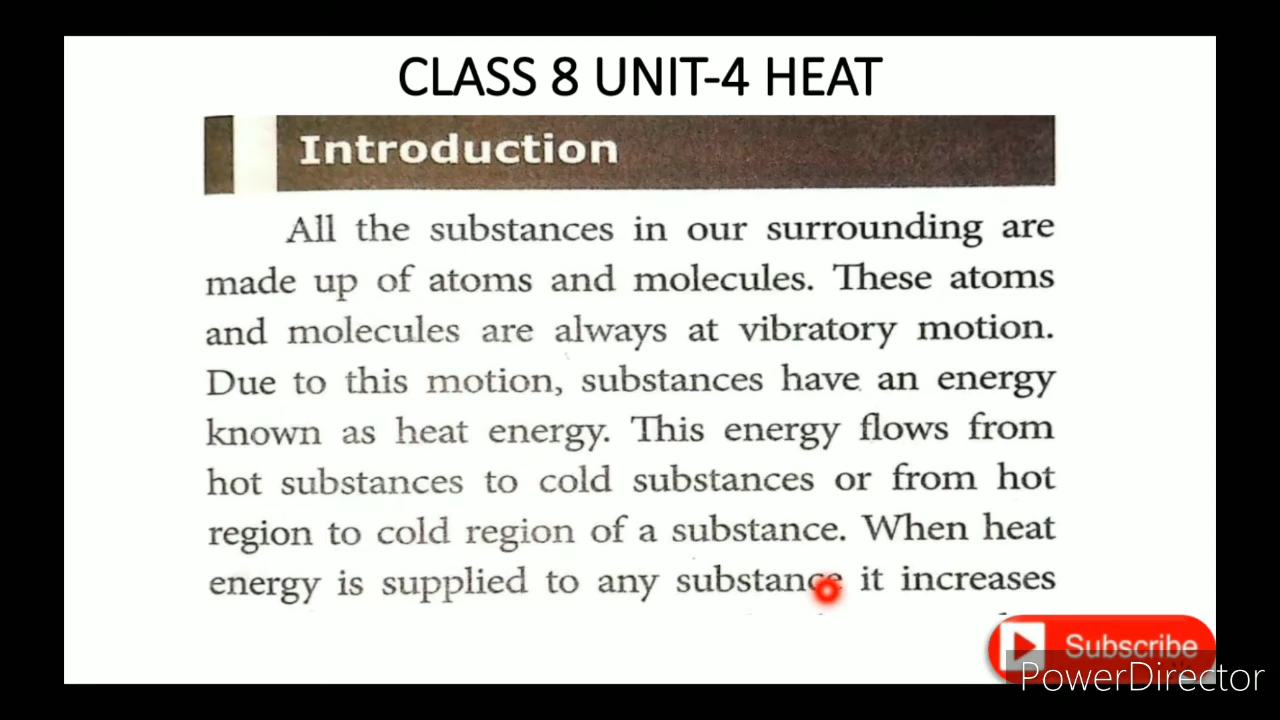 CLASS 8 UNIT-4 HEAT
Introduction
All the substances in our surrounding are
made up of atoms and molecules. These atoms
and molecules are always at vibratory motion.
Due to this motion, substances have an energy
known as heat energy. This energy flows from
hot substances to cold substances or from hot
region to cold region of a substance. When heat
energy is supplied to any substance it increases
Subscribe
PowerDirector